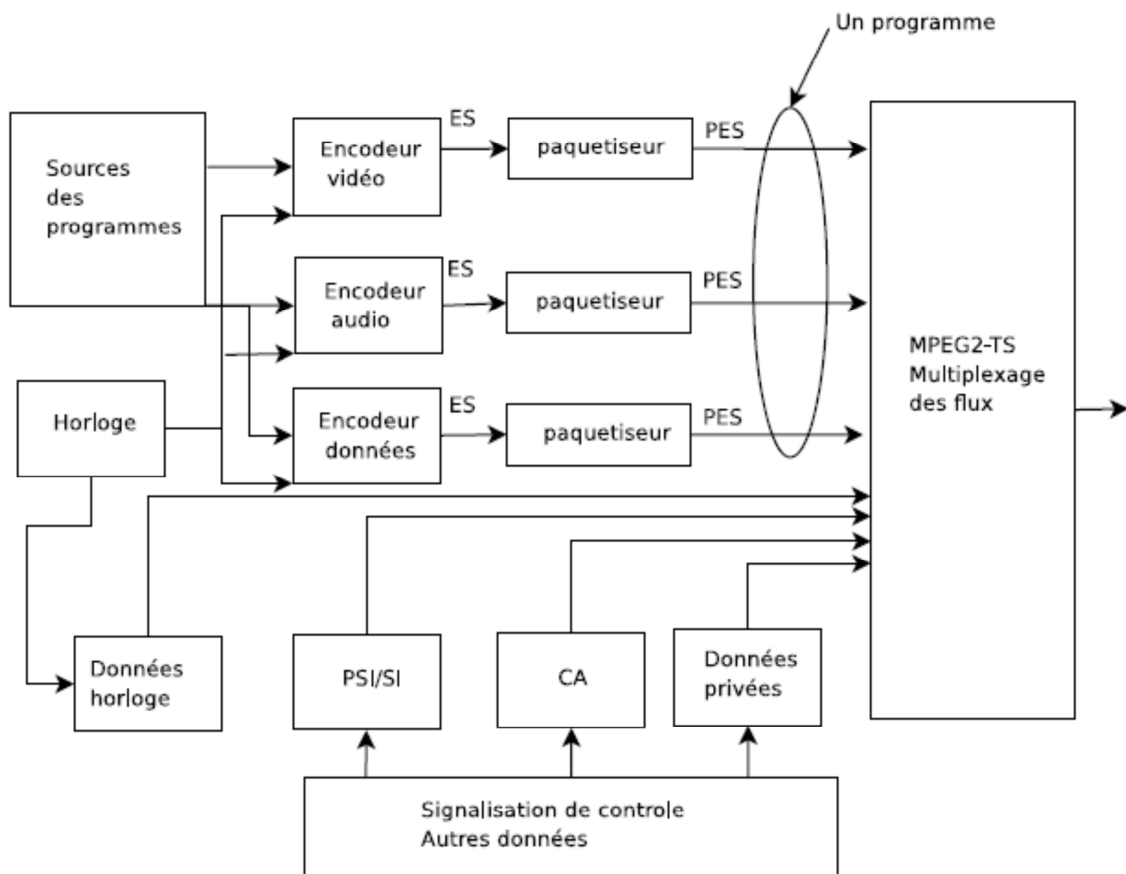 Un programme
Sources
des
programmes
Encodeur
vidéo
ES
paquetiseur
PES
Encodeur
audio
ES
paquetiseur
PES
Encodeur
données
ES
paquetiseur
PES
MPEG2-TS
Multiplexage
des flux
Horloge
Données
horloge
PSI/SI
CA
Données
privées
Signalisation de controle
Autres données